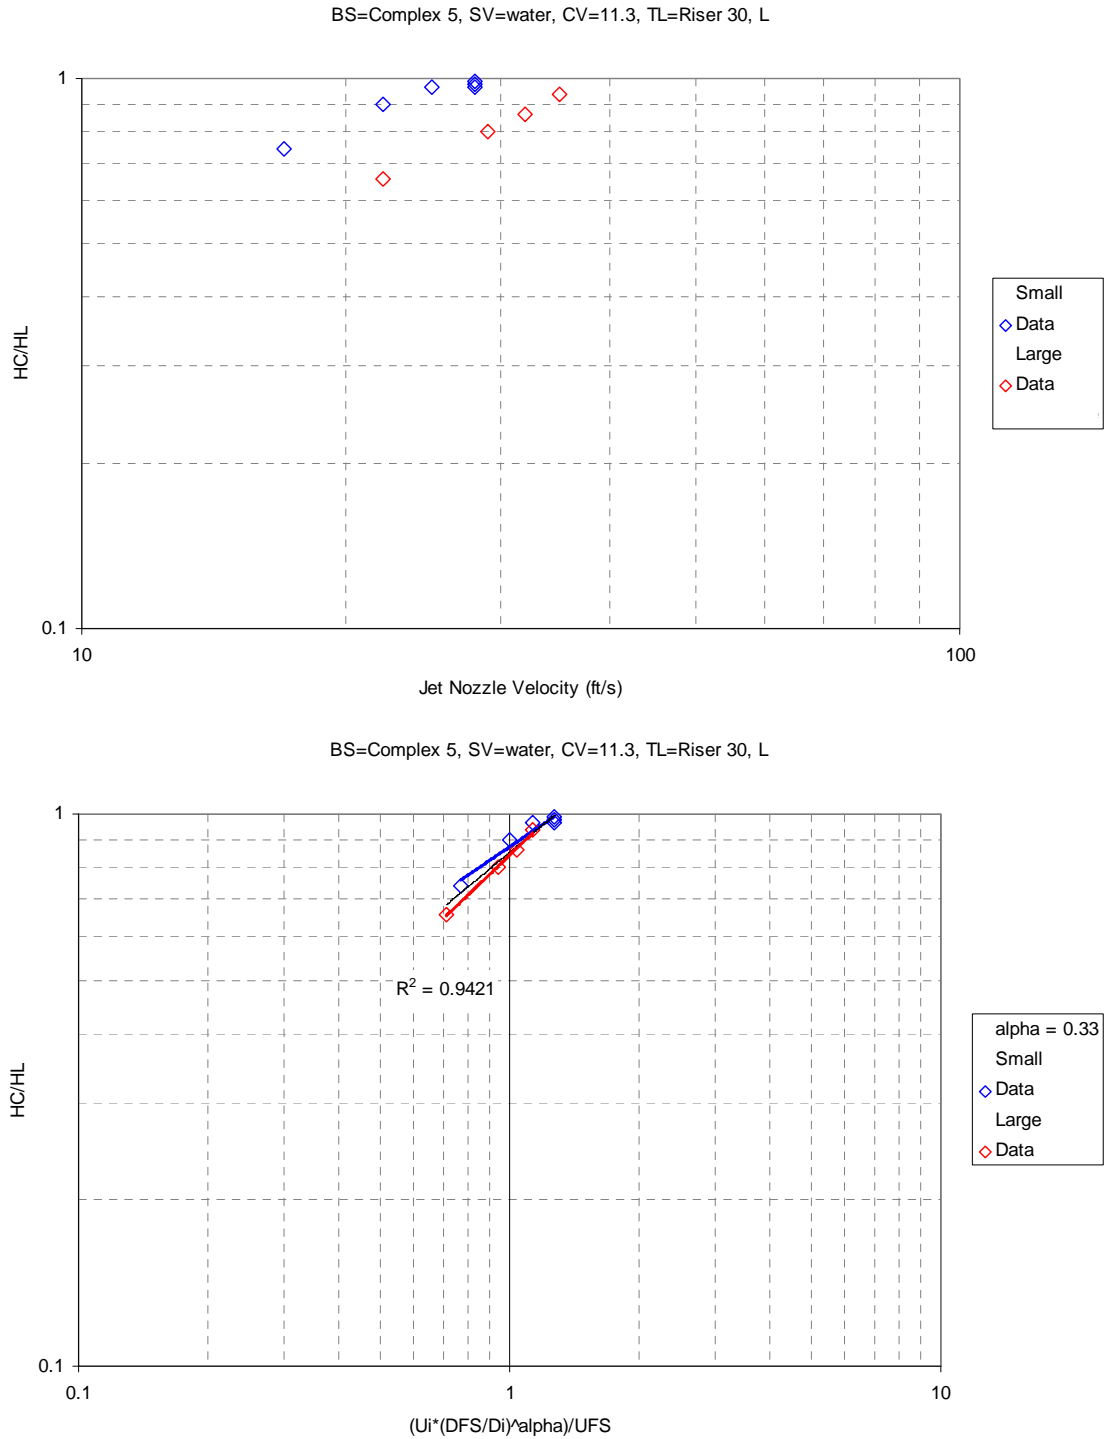 BS=Complex 5, SV=water, CV=11.3, TL=Riser 30, L
1
HC/HL
0.1
10
100
Jet Nozzle Velocity (ft/s)
Small
Data
Large
Data
BS=Complex 5, SV=water, CV=11.3, TL=Riser 30, L
1
R² = 0.9421
HC/HL
0.1
0.1
1
10
(Ui*(DFS/Di)^alpha)/UFS
alpha = 0.33
Small
Data
Large
Data